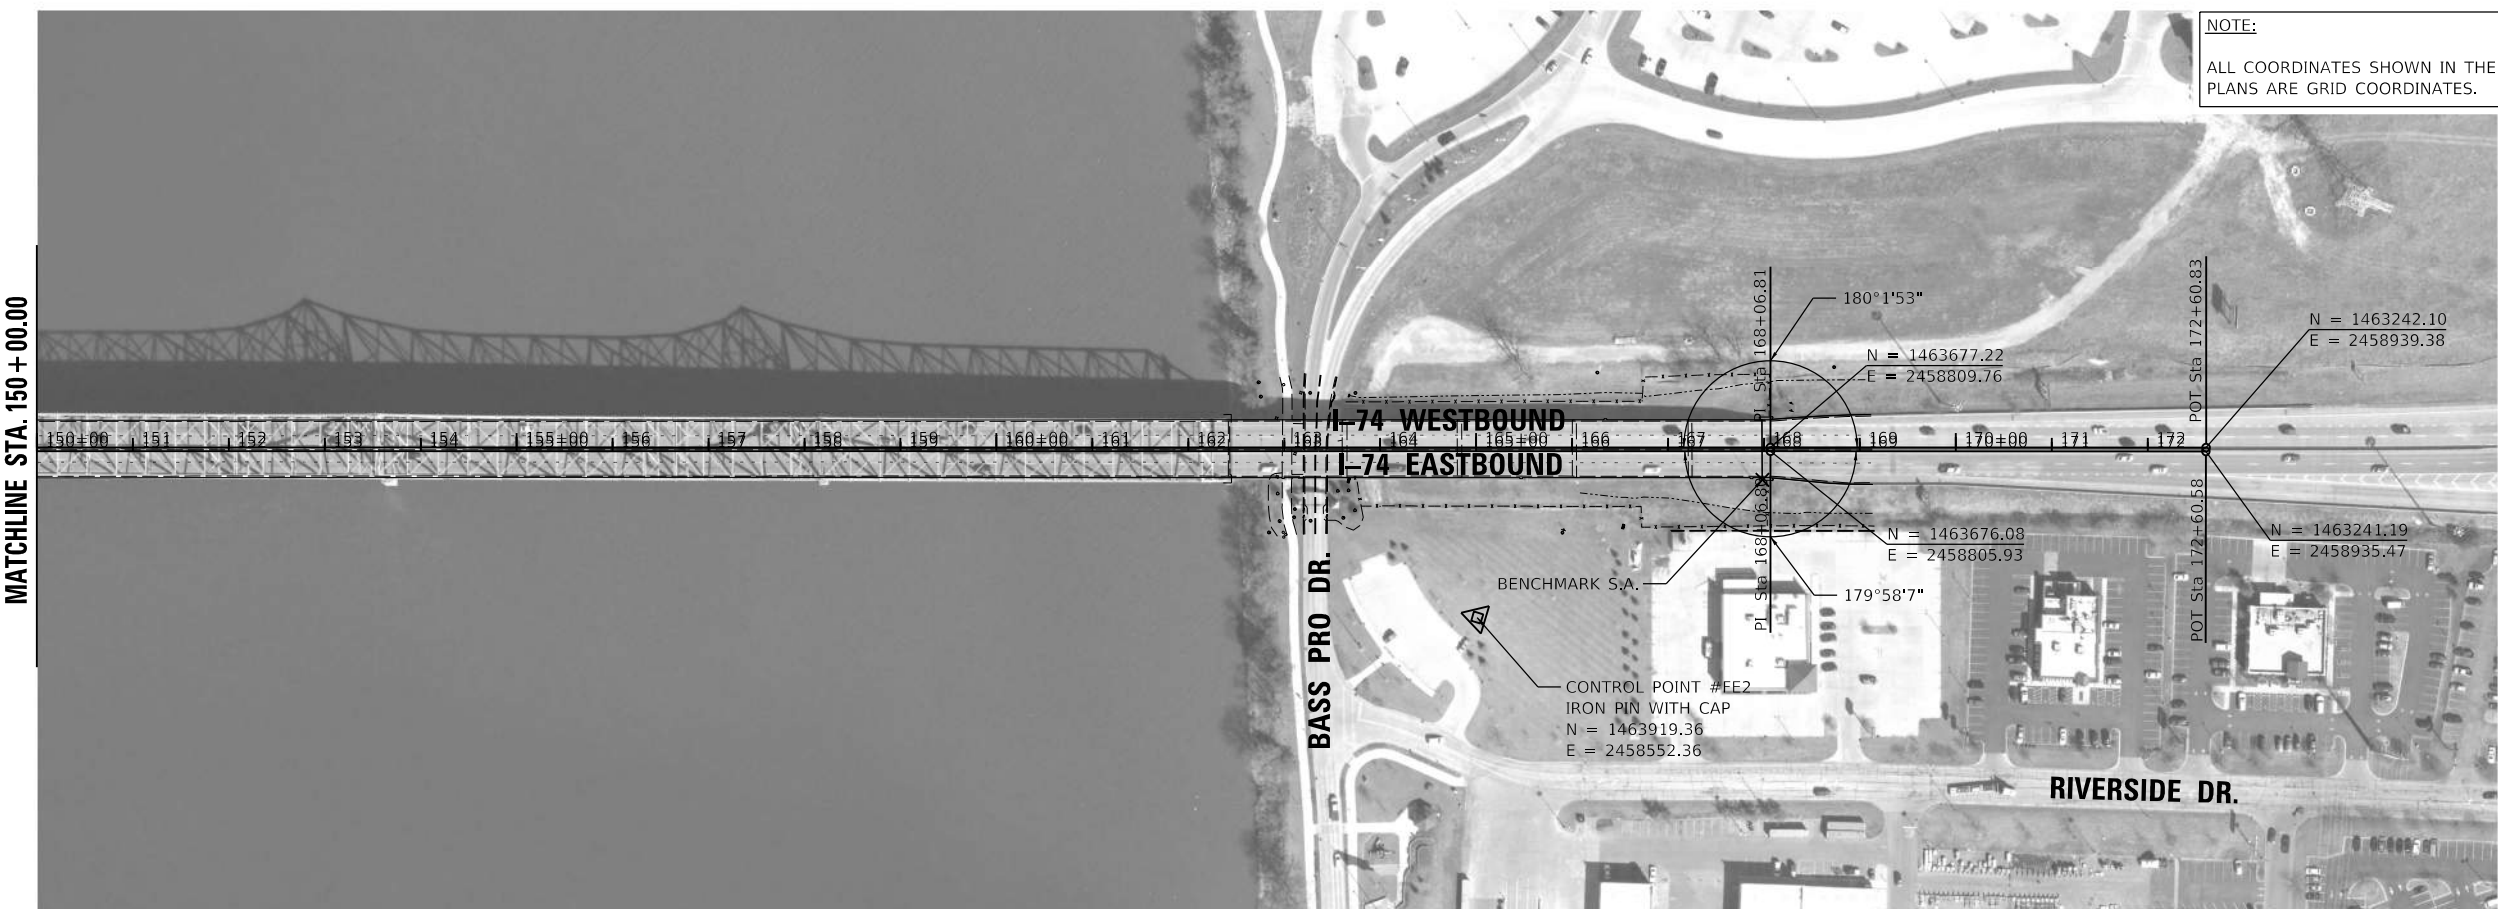 NOTE:
ALL COORDINATES SHOWN IN THE
PLANS ARE GRID COORDINATES.
MATCHLINE STA. 150+00.00
PI Sta 168+06.81
180°1'53"
N = 1463677.22
E = 2458809.76
POT Sta 172+60.83
N = 1463242.10
E = 2458939.38
I-74 WESTBOUND
150+00 151 152 153 154 155+00 156 157 158 159 160+00 161 162 163 164 165+00 166 167 168 169 170+00 171 172
I-74 EASTBOUND
N = 1463676.08
E = 2458805.93
N = 1463241.19
E = 2458935.47
POT Sta 172+60.58
PI Sta
BENCHMARK S.A.
179°58'7"
BASS PRO DR.
CONTROL POINT #FE2
IRON PIN WITH CAP
N = 1463919.36
E = 2458552.36
RIVERSIDE DR.